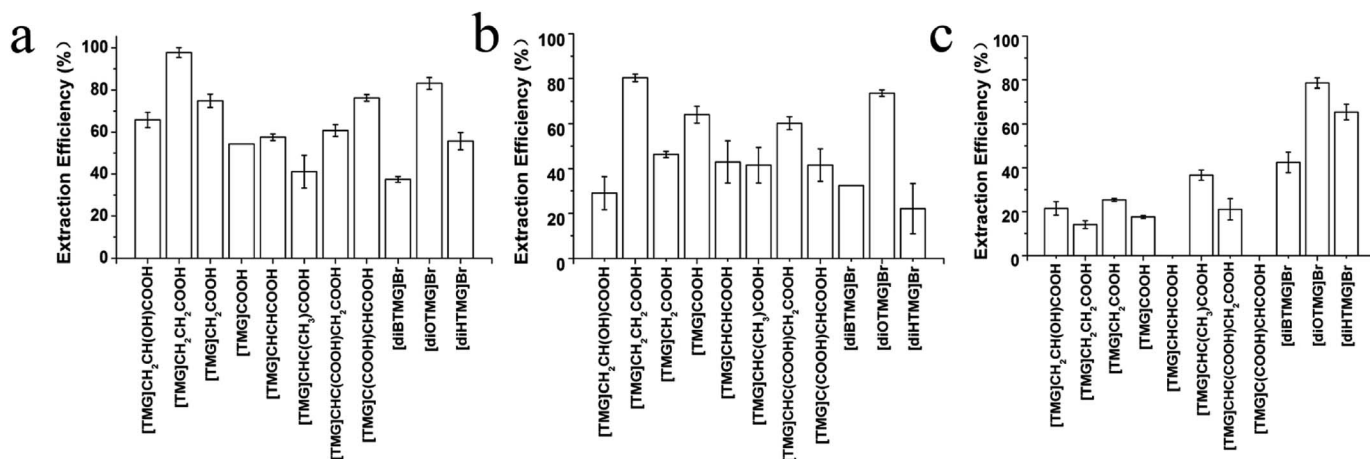 a
Extraction Efficiency (%)
100
80
60
40
20
0
[TMG]CH₂CH(OH)COOH
[TMG]CH₂CH₂COOH
[TMG]CH₂COOH
[TMG]COOH
[TMG]CHCHCOOH
[TMG]CHC(CH₃)COOH
[TMG]CHC(COOH)CH₂COOH
[TMG]C(COOH)CHCOOH
[diBTMG]Br
[diOTMG]Br
[diHTMG]Br
b
Extraction Efficiency (%)
100
80
60
40
20
0
[TMG]CH₂CH(OH)COOH
[TMG]CH₂CH₂COOH
[TMG]CH₂COOH
[TMG]COOH
[TMG]CHCHCOOH
[TMG]CHC(CH₃)COOH
[TMG]CHC(COOH)CH₂COOH
[TMG]C(COOH)CHCOOH
[diBTMG]Br
[diOTMG]Br
[diHTMG]Br
c
Extraction Efficiency (%)
100
80
60
40
20
0
[TMG]CH₂CH(OH)COOH
[TMG]CH₂CH₂COOH
[TMG]CH₂COOH
[TMG]COOH
[TMG]CHCHCOOH
[TMG]CHC(CH₃)COOH
[TMG]CHC(COOH)CH₂COOH
[TMG]C(COOH)CHCOOH
[diBTMG]Br
[diOTMG]Br
[diHTMG]Br